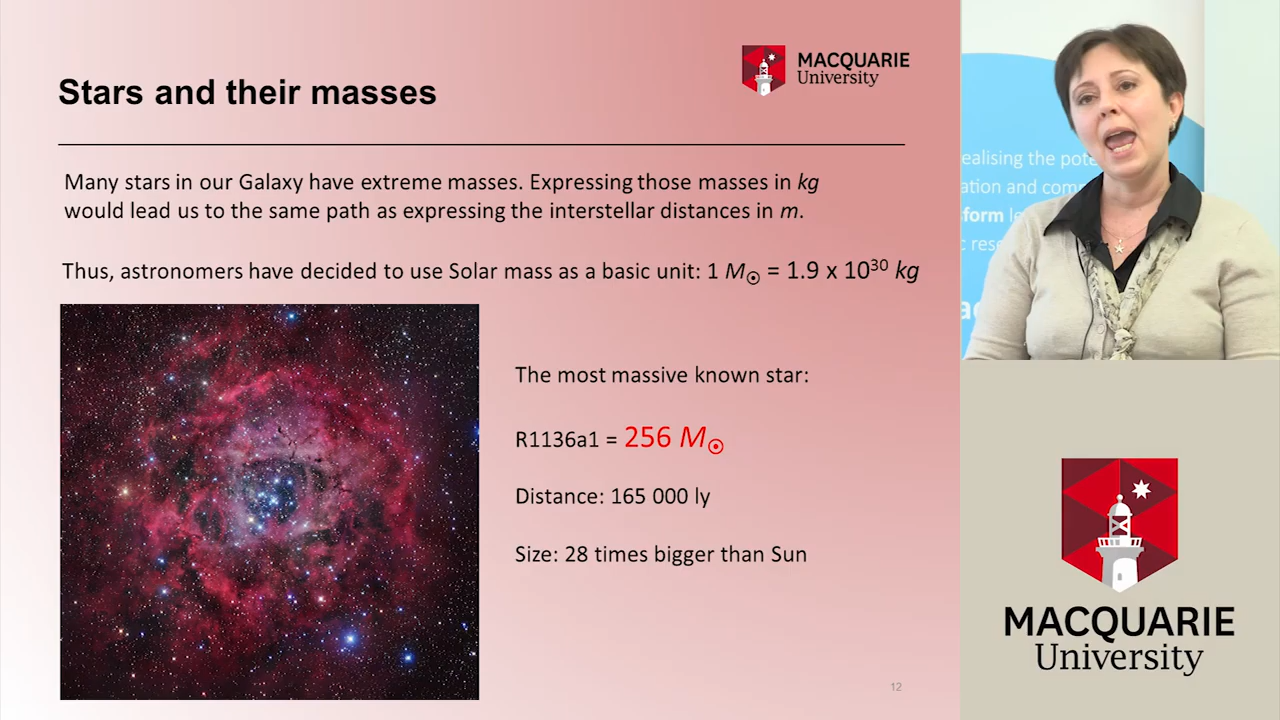 Stars and their masses
MACQUARIE
University
Many stars in our Galaxy have extreme masses. Expressing those masses in kg
would lead us to the same path as expressing the interstellar distances in m.
Thus, astronomers have decided to use Solar mass as a basic unit: 1 M☉ = 1.9 x 10³⁰ kg
The most massive known star:
R1136a1 = 256 M☉
Distance: 165 000 ly
Size: 28 times bigger than Sun
12
ealising the pote
ation and com
form
MACQUARIE
University